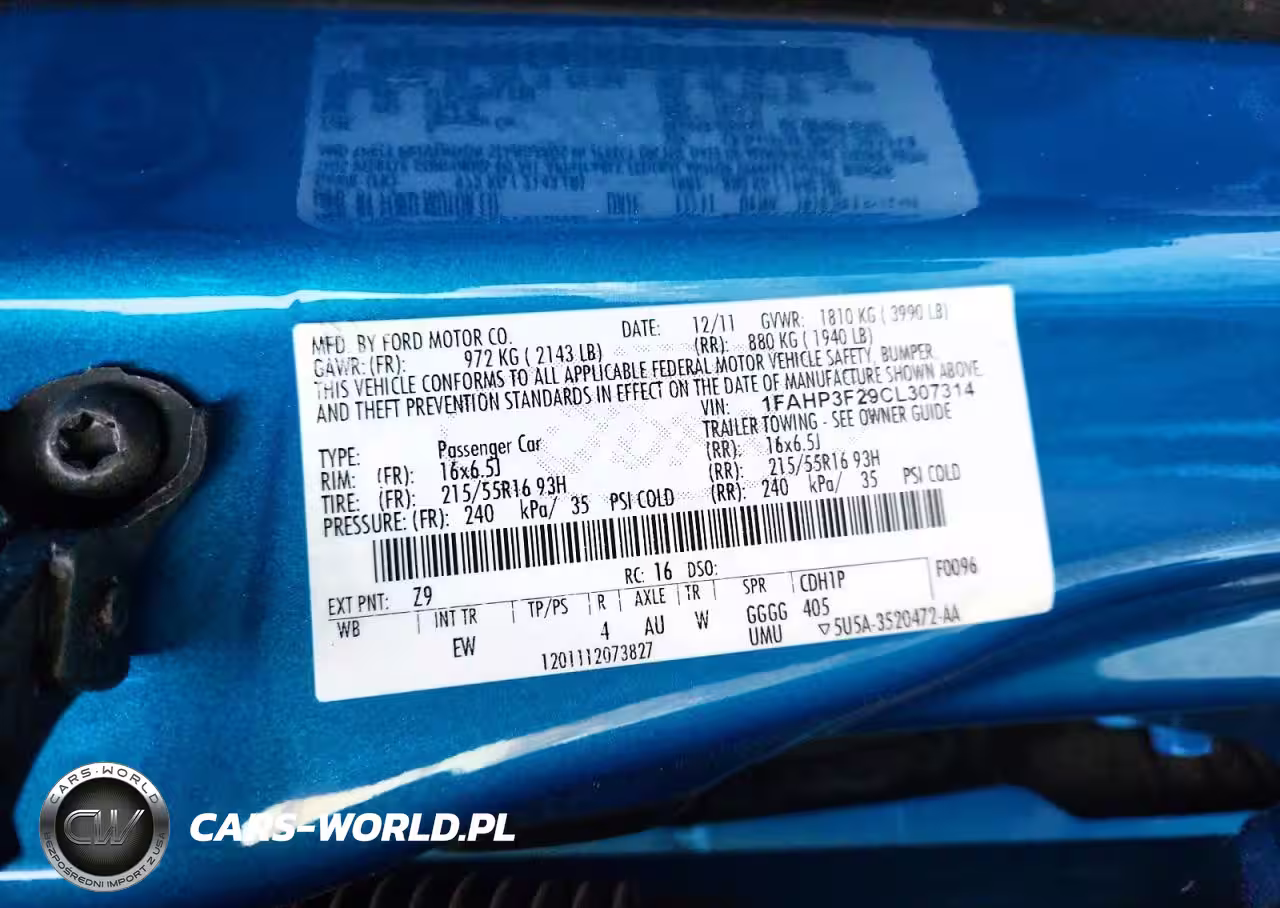 MFD. BY FORD MOTOR CO. DATE: 12/11 GVWR: 1810 KG ( 3990 LB)
GAWR: (FR): 972 KG ( 2143 LB) (RR): 880 KG ( 1940 LB)
THIS VEHICLE CONFORMS TO ALL APPLICABLE FEDERAL MOTOR VEHICLE SAFETY, BUMPER,
AND THEFT PREVENTION STANDARDS IN EFFECT ON THE DATE OF MANUFACTURE SHOWN ABOVE.
VIN: 1FAHP3F29CL307314
TRAILER TOWING - SEE OWNER GUIDE
TYPE: Passenger Car
RIM: (FR): 16x6.5J (RR): 16x6.5J
TIRE: (FR): 215/55R16 93H (RR): 215/55R16 93H
PRESSURE: (FR): 240 kPa/ 35 PSI COLD (RR): 240 kPa/ 35 PSI COLD
RC: 16 DSO: F0096
EXT PNT: Z9
WB INT TR TP/PS R AXLE TR SPR CDH1P
EW 4 AU W GGGG 405
1201112073827 UMU ▽5U5A-3520472-AA
CARS-WORLD
CW
BEZPOŚREDNI IMPORT Z USA
CARS-WORLD.PL